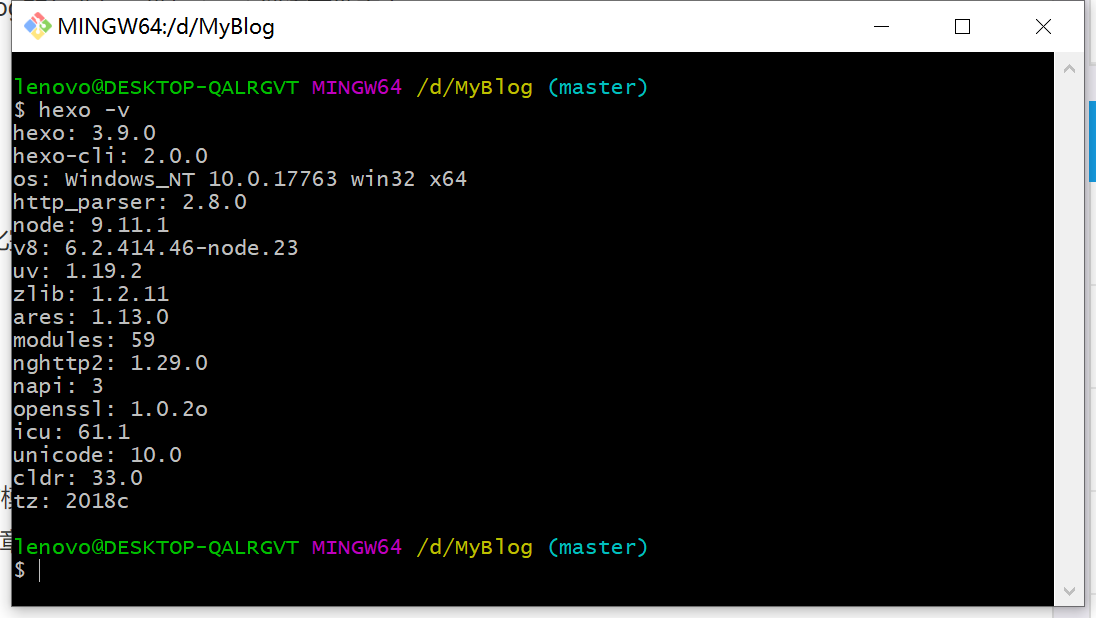 MINGW64:/d/MyBlog
lenovo@DESKTOP-QALRGVT MINGW64 /d/MyBlog (master)
$ hexo -v
hexo: 3.9.0
hexo-cli: 2.0.0
os: Windows_NT 10.0.17763 win32 x64
http_parser: 2.8.0
node: 9.11.1
v8: 6.2.414.46-node.23
uv: 1.19.2
zlib: 1.2.11
ares: 1.13.0
modules: 59
nghttp2: 1.29.0
napi: 3
openssl: 1.0.2o
icu: 61.1
unicode: 10.0
cldr: 33.0
tz: 2018c
lenovo@DESKTOP-QALRGVT MINGW64 /d/MyBlog (master)
$